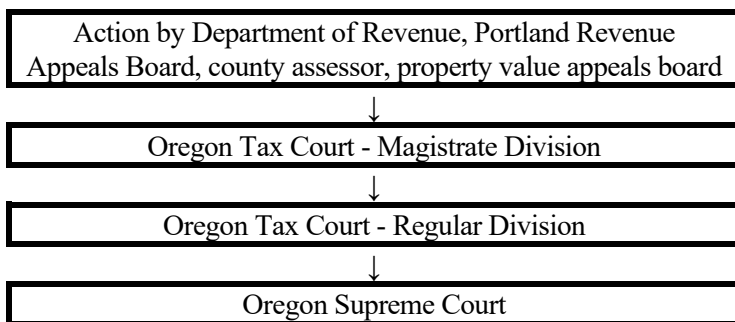 Action by Department of Revenue, Portland Revenue
Appeals Board, county assessor, property value appeals board
↓
Oregon Tax Court - Magistrate Division
↓
Oregon Tax Court - Regular Division
↓
Oregon Supreme Court